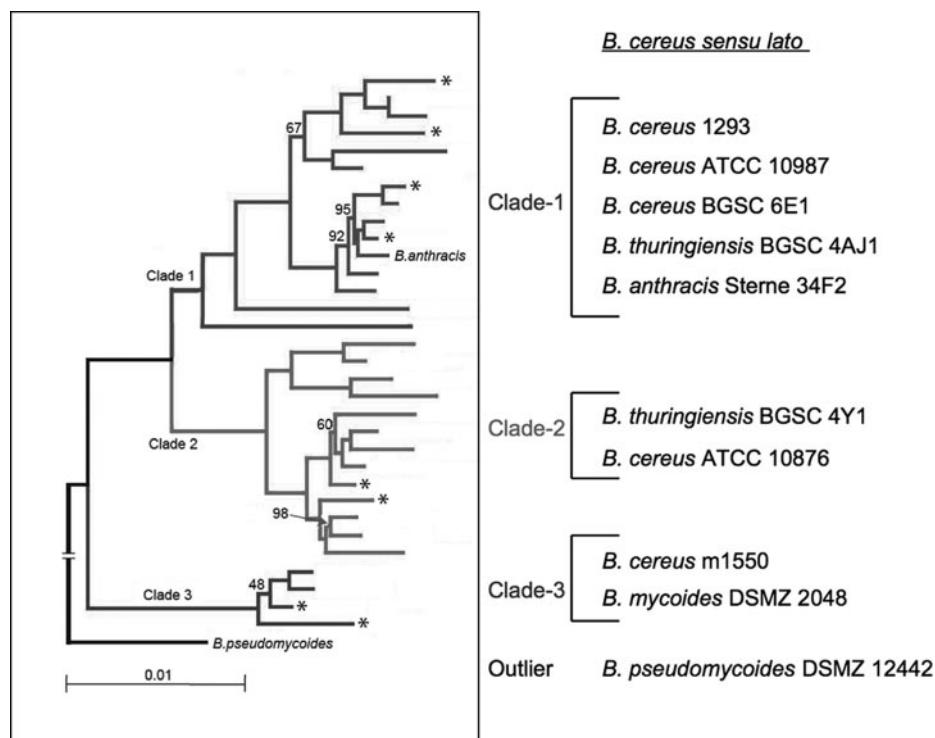 B. cereus sensu lato
*
*
67
*
95
92
*
B.anthracis
Clade 1
Clade 2
60
*
*
98
Clade 3
48
*
*
B.pseudomycoides
0.01
Clade-1
B. cereus 1293
B. cereus ATCC 10987
B. cereus BGSC 6E1
B. thuringiensis BGSC 4AJ1
B. anthracis Sterne 34F2
Clade-2
B. thuringiensis BGSC 4Y1
B. cereus ATCC 10876
Clade-3
B. cereus m1550
B. mycoides DSMZ 2048
Outlier B. pseudomycoides DSMZ 12442